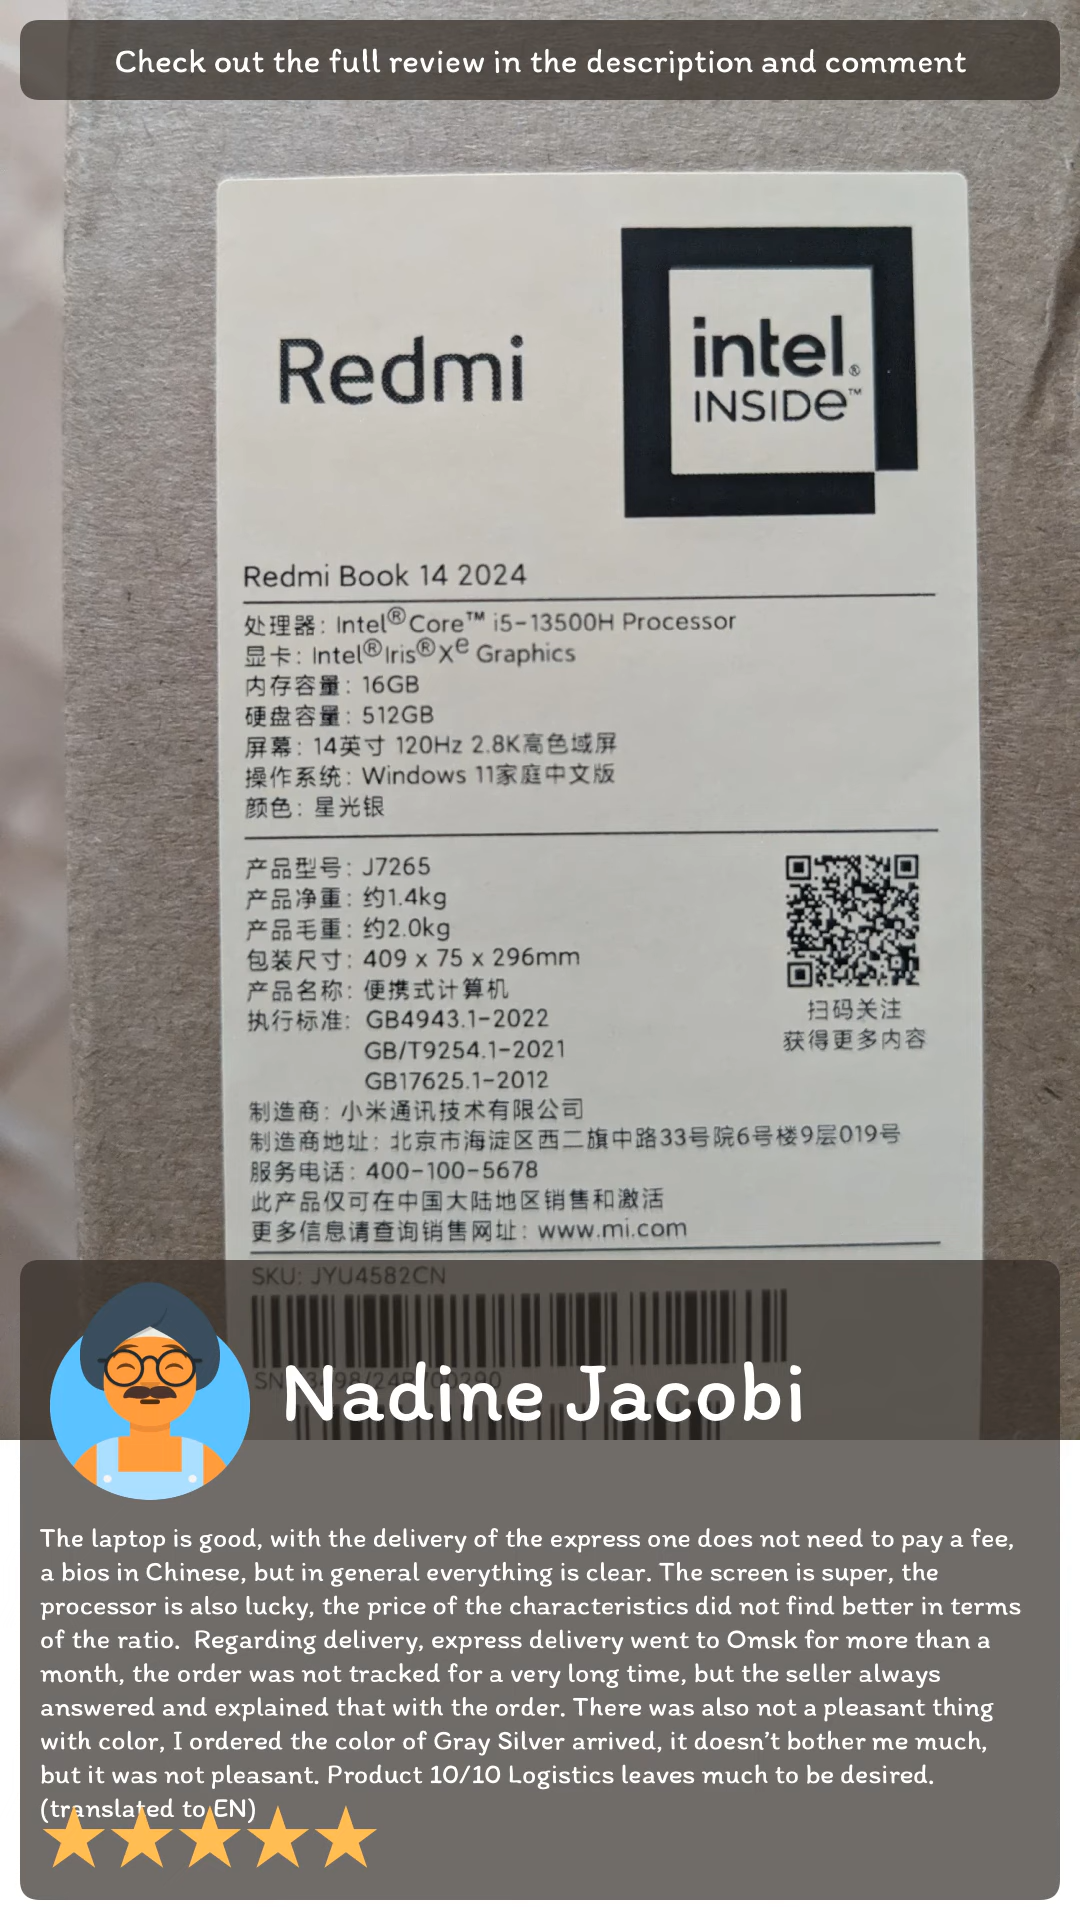 Check out the full review in the description and comment
Redmi
intel®
INSIDe™
Redmi Book 14 2024
处理器: Intel® Core™ i5-13500H Processor
显卡: Intel® Iris® Xe Graphics
内存容量: 16GB
硬盘容量: 512GB
屏幕: 14英寸 120Hz 2.8K高色域屏
操作系统: Windows 11家庭中文版
颜色: 星光银
产品型号: J7265
产品净重: 约1.4kg
产品毛重: 约2.0kg
包装尺寸: 409 x 75 x 296mm
产品名称: 便携式计算机
执行标准: GB4943.1-2022
GB/T9254.1-2021
GB17625.1-2012
扫码关注
获得更多内容
制造商: 小米通讯技术有限公司
制造商地址: 北京市海淀区西二旗中路33号院6号楼9层019号
服务电话: 400-100-5678
此产品仅可在中国大陆地区销售和激活
更多信息请查询销售网址: www.mi.com
SKU: JYU4582CN
Nadine Jacobi
The laptop is good, with the delivery of the express one does not need to pay a fee,
a bios in Chinese, but in general everything is clear. The screen is super, the
processor is also lucky, the price of the characteristics did not find better in terms
of the ratio.  Regarding delivery, express delivery went to Omsk for more than a
month, the order was not tracked for a very long time, but the seller always
answered and explained that with the order. There was also not a pleasant thing
with color, I ordered the color of Gray Silver arrived, it doesn't bother me much,
but it was not pleasant. Product 10/10 Logistics leaves much to be desired.
(translated to EN)